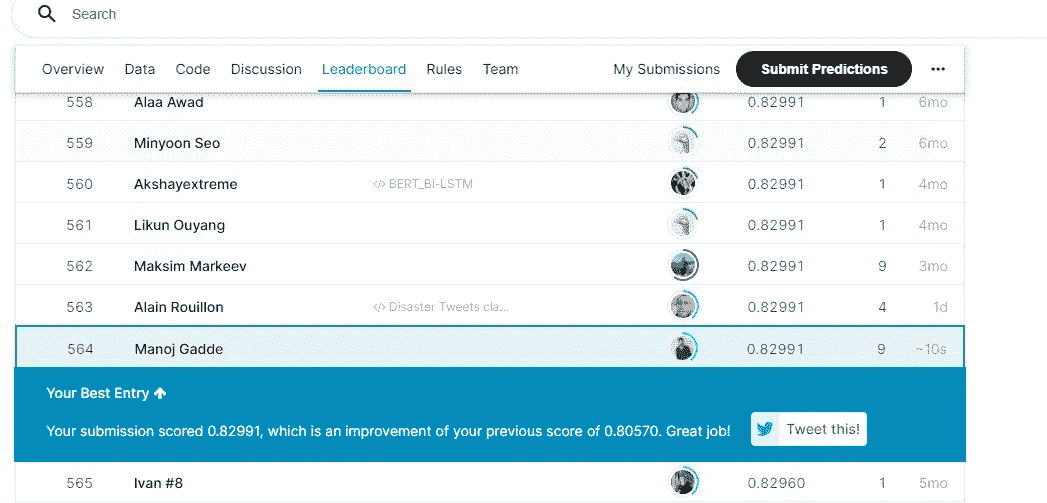 Search
Overview Data Code Discussion Leaderboard Rules Team My Submissions Submit Predictions ...
558 Alaa Awad 0.82991 1 6mo
559 Minyoon Seo 0.82991 2 6mo
560 Akshayextreme </> BERT_BI-LSTM 0.82991 1 4mo
561 Likun Ouyang 0.82991 1 4mo
562 Maksim Markeev 0.82991 9 3mo
563 Alain Rouillon </> Disaster Tweets cla... 0.82991 4 1d
564 Manoj Gadde 0.82991 9 ~10s
Your Best Entry ↑
Your submission scored 0.82991, which is an improvement of your previous score of 0.80570. Great job! Tweet this!
565 Ivan #8 0.82960 1 5mo